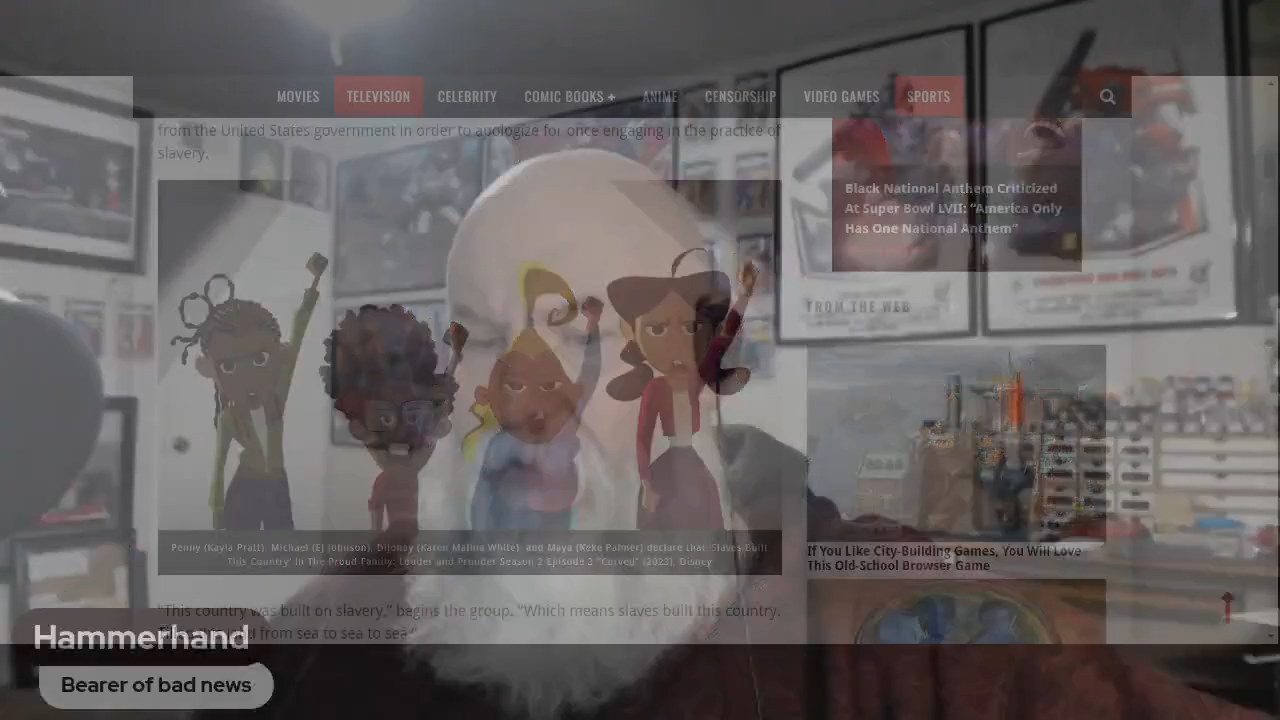 MOVIES TELEVISION CELEBRITY COMIC BOOKS + ANIME CENSORSHIP VIDEO GAMES SPORTS
from the United States government in order to apologize for once engaging in the practice of
slavery.
Penny (Kayla Pratt), Michael (EJ Johnson), Dijonay (Karen Malina White), and Maya (Keke Palmer) declare that 'Slaves Built
This Country' in The Proud Family: Louder and Prouder Season 2 Episode 2 "Curved" (2023), Disney
"This country was built on slavery," begins the group. "Which means slaves built this country.
from sea to sea to sea"
Black National Anthem Criticized
At Super Bowl LVII: "America Only
Has One National Anthem"
FROM THE WEB
If You Like City-Building Games, You Will Love
This Old-School Browser Game
Hammerhand
Bearer of bad news